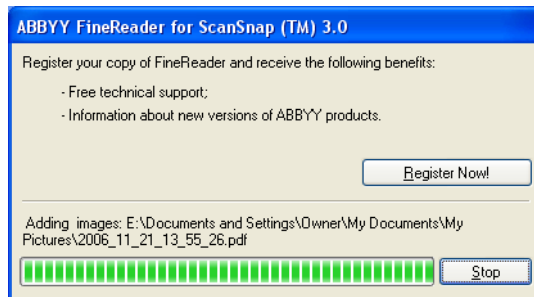 ABBYY FineReader for ScanSnap (TM) 3.0
Register your copy of FineReader and receive the following benefits:
- Free technical support;
- Information about new versions of ABBYY products.
Register Now!
Adding images: E:\Documents and Settings\Owner\My Documents\My
Pictures\2006_11_21_13_55_26.pdf
Stop